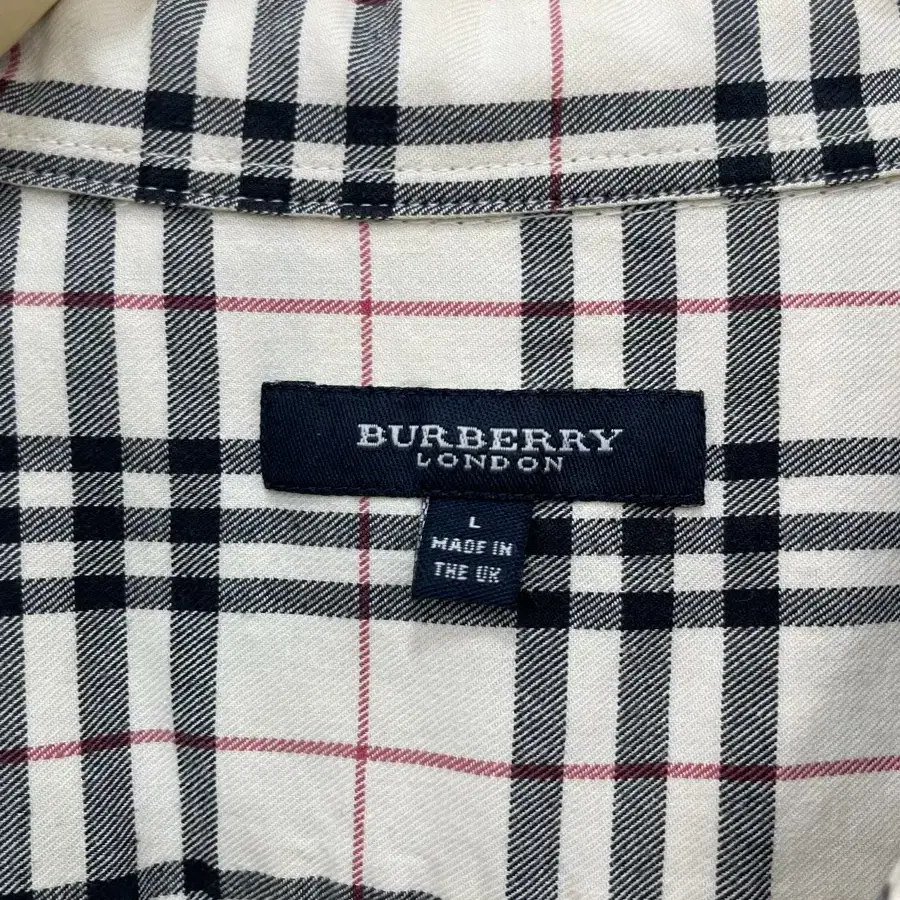 BURBERRY
LONDON
L
MADE IN
THE UK